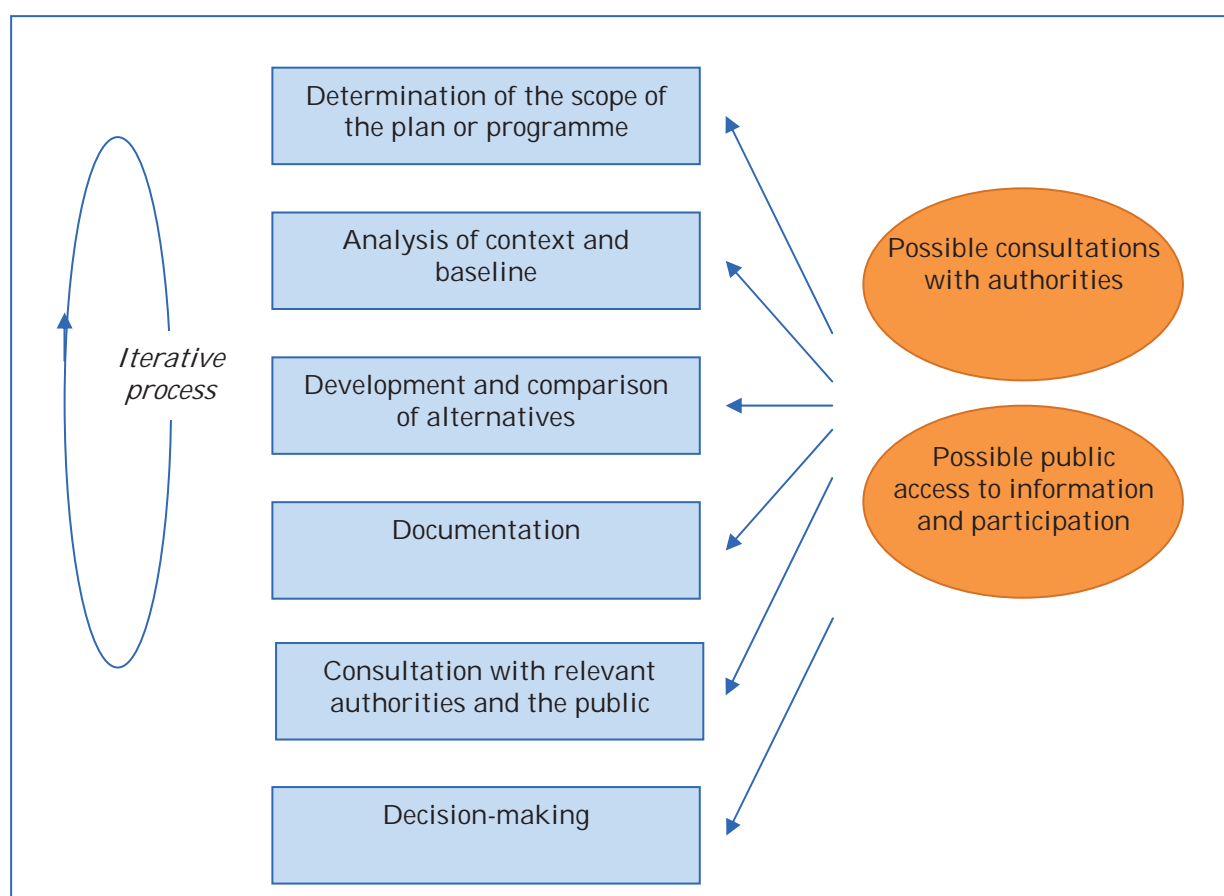 Determination of the scope of
the plan or programme
Analysis of context and
baseline
Possible consultations
with authorities
Iterative
process
Development and comparison
of alternatives
Possible public
access to information
and participation
Documentation
Consultation with relevant
authorities and the public
Decision-making